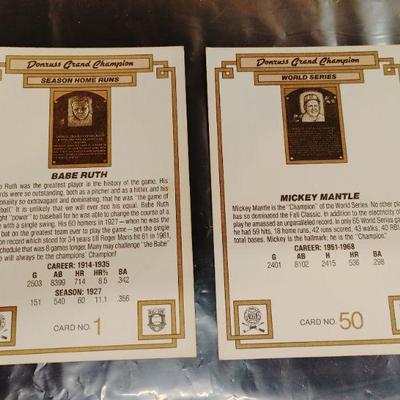 Donruss Grand Champion
SEASON HOME RUNS
BABE RUTH
Ruth was the greatest player in the history of the game. His
were so outstanding, both as a pitcher and as a hitter, and his
so extravagant and dominating, that he was "the game of
It is unlikely that we will ever see his equal. Babe Ruth
"power" to baseball for he was able to change the course of a
with a single swing. His 60 homers in 1927—when he was the
but on the greatest team ever to play the game—set the single
record which stood for 34 years till Roger Maris hit 61 in 1961,
schedule that was 8 games longer. Many may challenge "the Babe"
will always be the champions' Champion!
CAREER: 1914-1935
G AB HR HR% BA
2503 8399 714 8.5 .342
SEASON: 1927
151 540 60 11.1 .356
CARD NO. 1
Donruss Grand Champion
WORLD SERIES
MICKEY MANTLE
Mickey Mantle is the "Champion" of the World Series. No other
has so dominated the Fall Classic. In addition to the electricity of
play he amassed an unparalleled record. In only 65 World Series
he had 59 hits, 18 home runs, 42 runs scored, 43 walks, 40 RBI
total bases. Mickey is the hallmark; he is the "Champion."
CAREER: 1951-1968
G AB H HR BA
2401 8102 2415 536 .298
CARD NO. 50